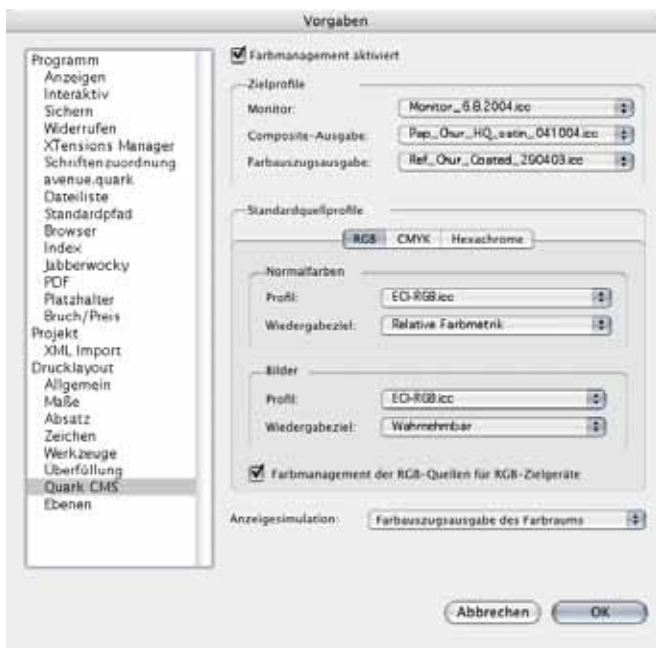 Vorgaben
Programm
Anzeigen
Interaktiv
Sichern
Widerrufen
XTensions Manager
Schriftenzuordnung
avenue.quark
Dateiliste
Standardpfad
Browser
Index
Jabberwocky
PDF
Platzhalter
Bruch/Preis
Projekt
XML Import
Drucklayout
Allgemein
Maße
Absatz
Zeichen
Werkzeuge
Überfüllung
Quark CMS
Ebenen
Farbmanagement aktiviert
Zielprofile
Monitor: Monitor_6.8.2004.icc
Composite-Ausgabe: Pap_Chur_HQ_satin_041004.icc
Farbauszugsausgabe: Ref_Chur_Coated_290403.icc
Standardquellprofile
RGB CMYK Hexachrome
Normalfarben
Profil: ECI-RGB.icc
Wiedergabeziel: Relative Farbmetrik
Bilder
Profil: ECI-RGB.icc
Wiedergabeziel: Wahrnehmbar
Farbmanagement der RGB-Quellen für RGB-Zielgeräte
Anzeigesimulation: Farbauszugsausgabe des Farbraums
Abbrechen OK